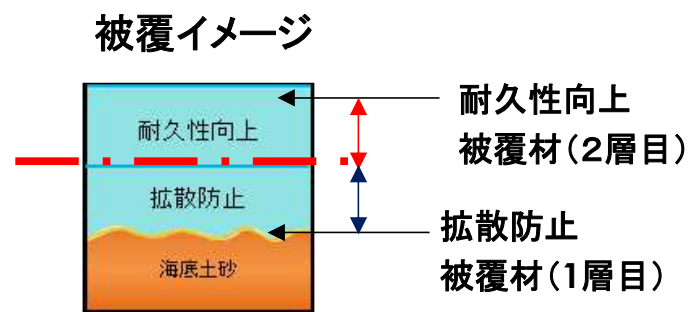 被覆イメージ
耐久性向上
拡散防止
海底土砂
耐久性向上
被覆材（２層目）
拡散防止
被覆材（１層目）